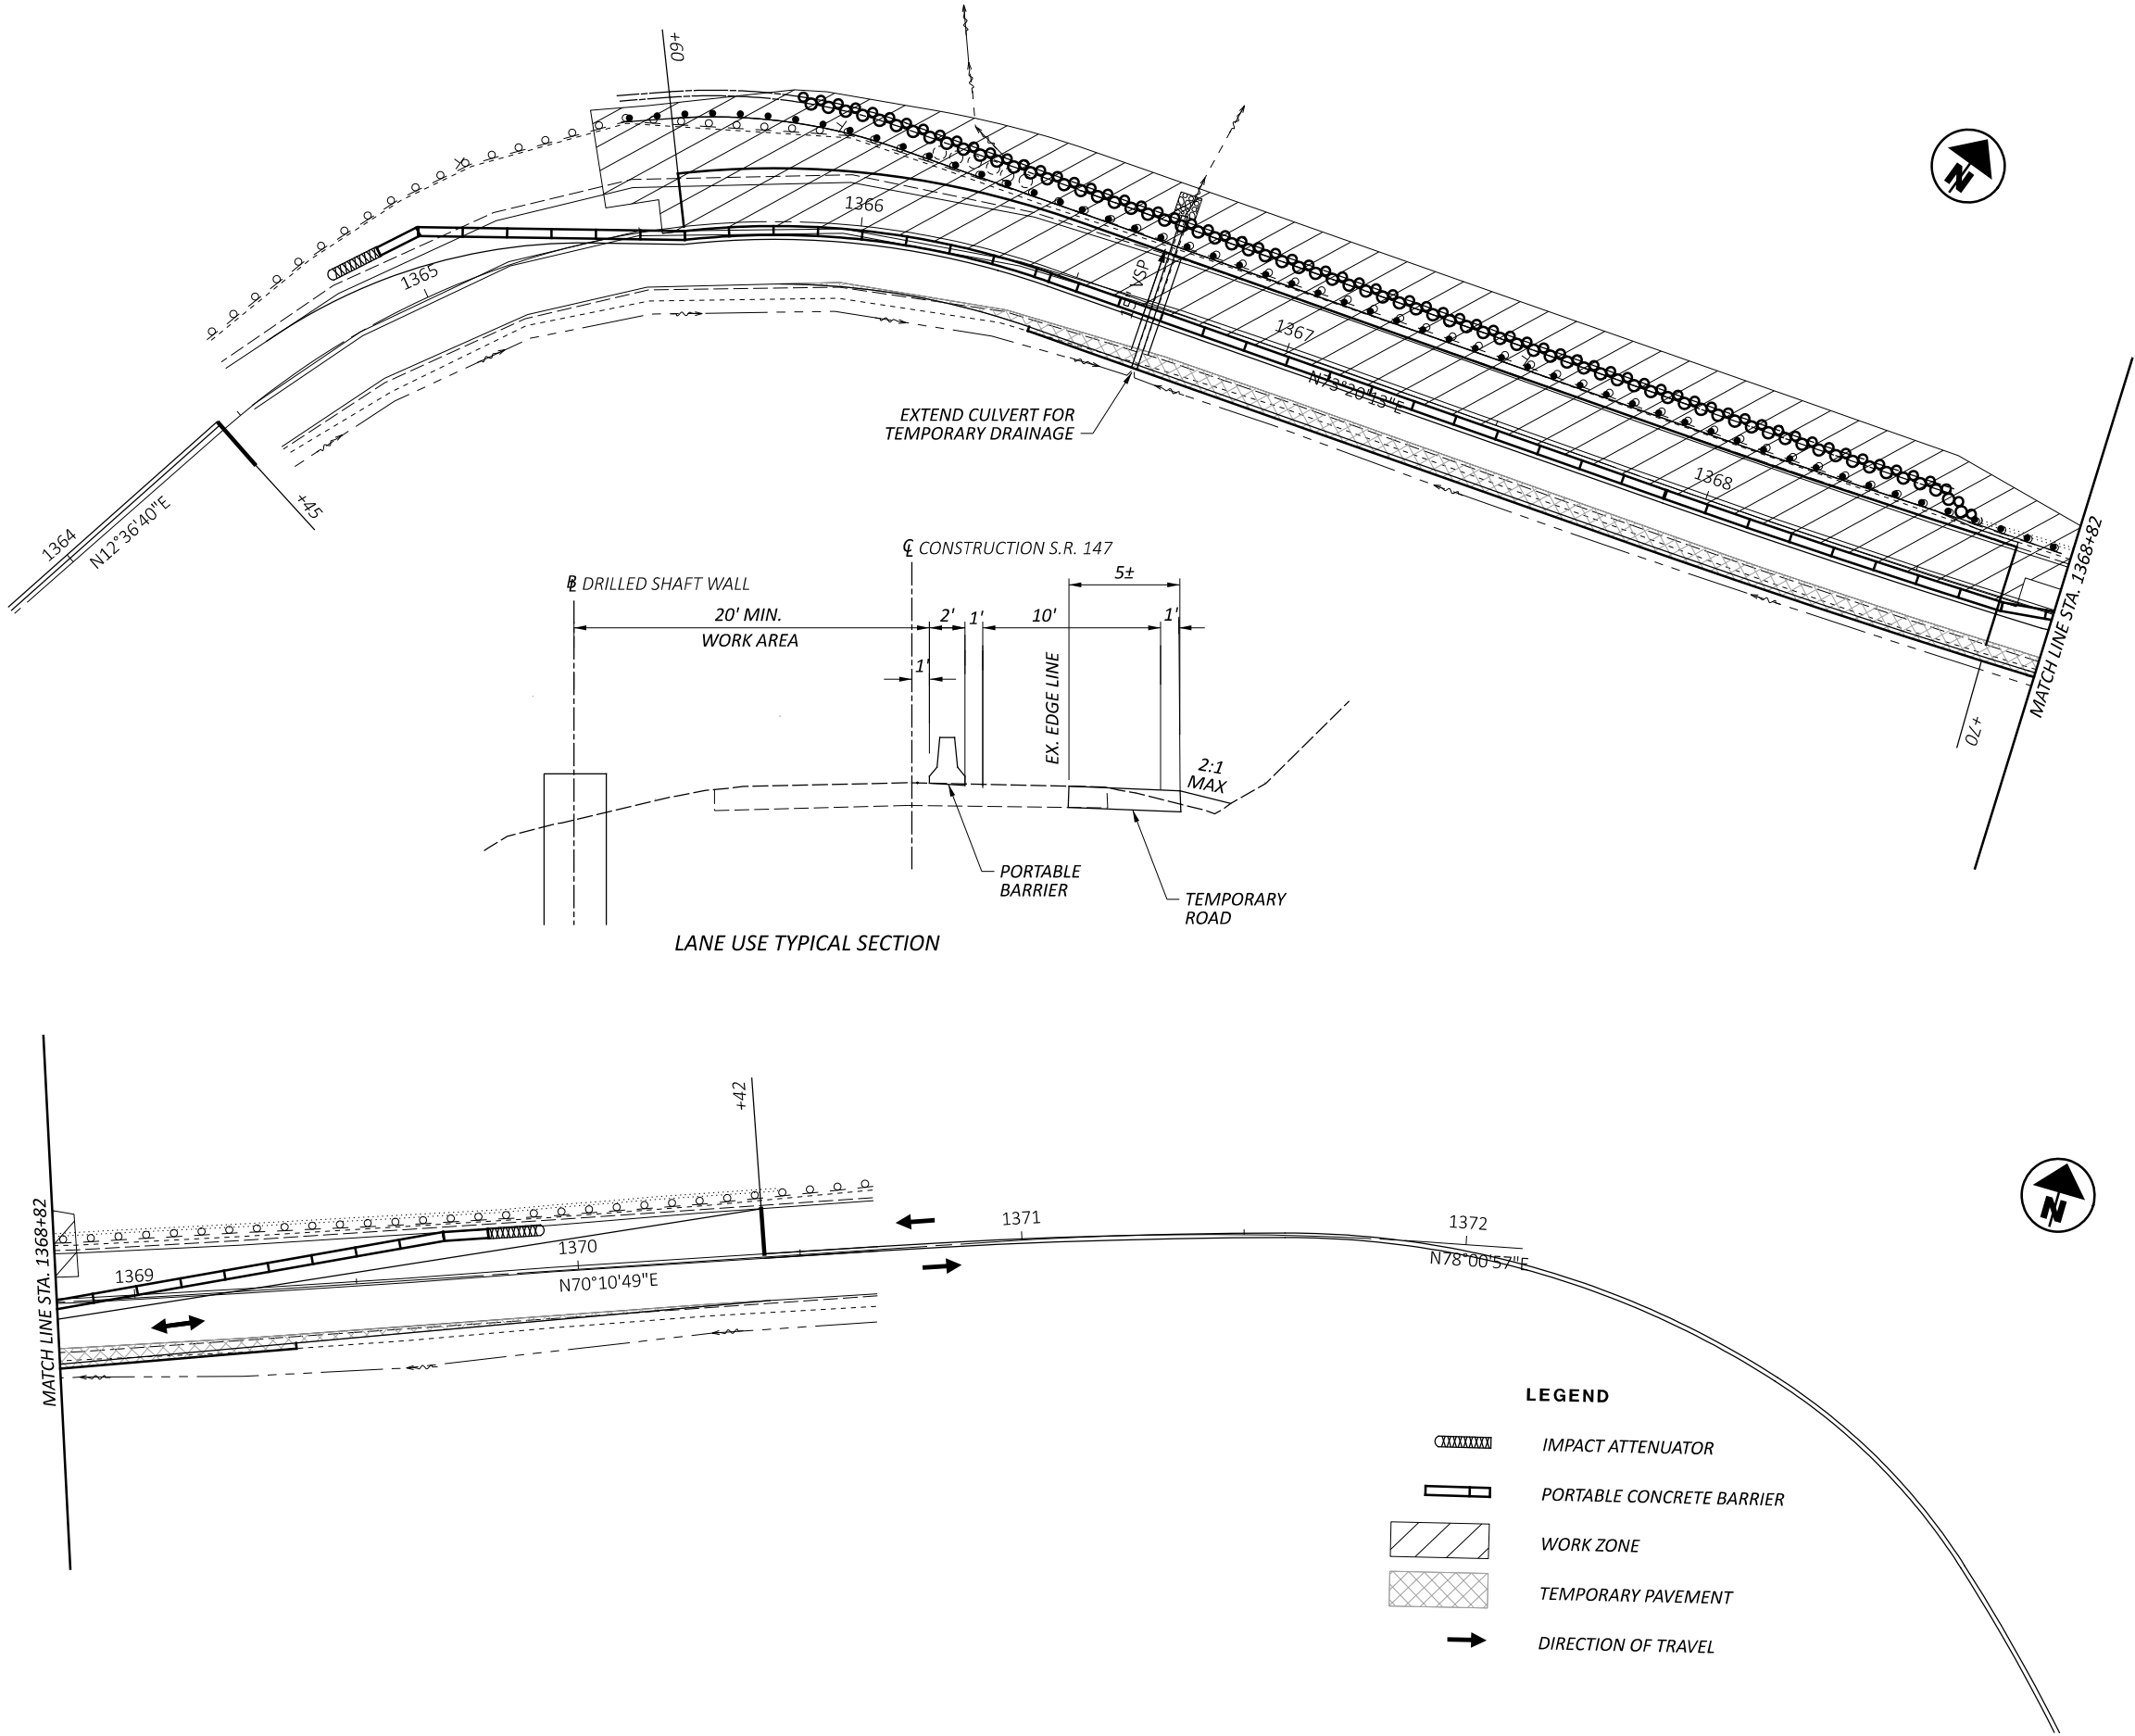 +60
N
1366
1365
1367
N73°20'13"E
EXTEND CULVERT FOR
TEMPORARY DRAINAGE
1368
+45
1364
N12°36'40"E
MATCH LINE STA. 1368+82
+70
CONSTRUCTION S.R. 147
DRILLED SHAFT WALL
5±
20' MIN.
2'
1'
10'
1'
WORK AREA
1'
EX. EDGE LINE
2:1
MAX
PORTABLE
BARRIER
TEMPORARY
ROAD
LANE USE TYPICAL SECTION
+42
N
MATCH LINE STA. 1368+82
1369
1370
N70°10'49"E
1371
1372
N78°00'57"E
LEGEND
IMPACT ATTENUATOR
PORTABLE CONCRETE BARRIER
WORK ZONE
TEMPORARY PAVEMENT
DIRECTION OF TRAVEL